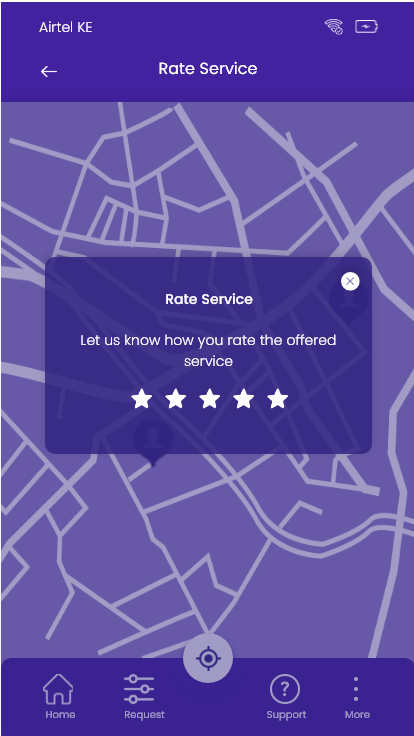 Airtel KE
Rate Service
Rate Service
Let us know how you rate the offered
service
Home
Request
Support
More